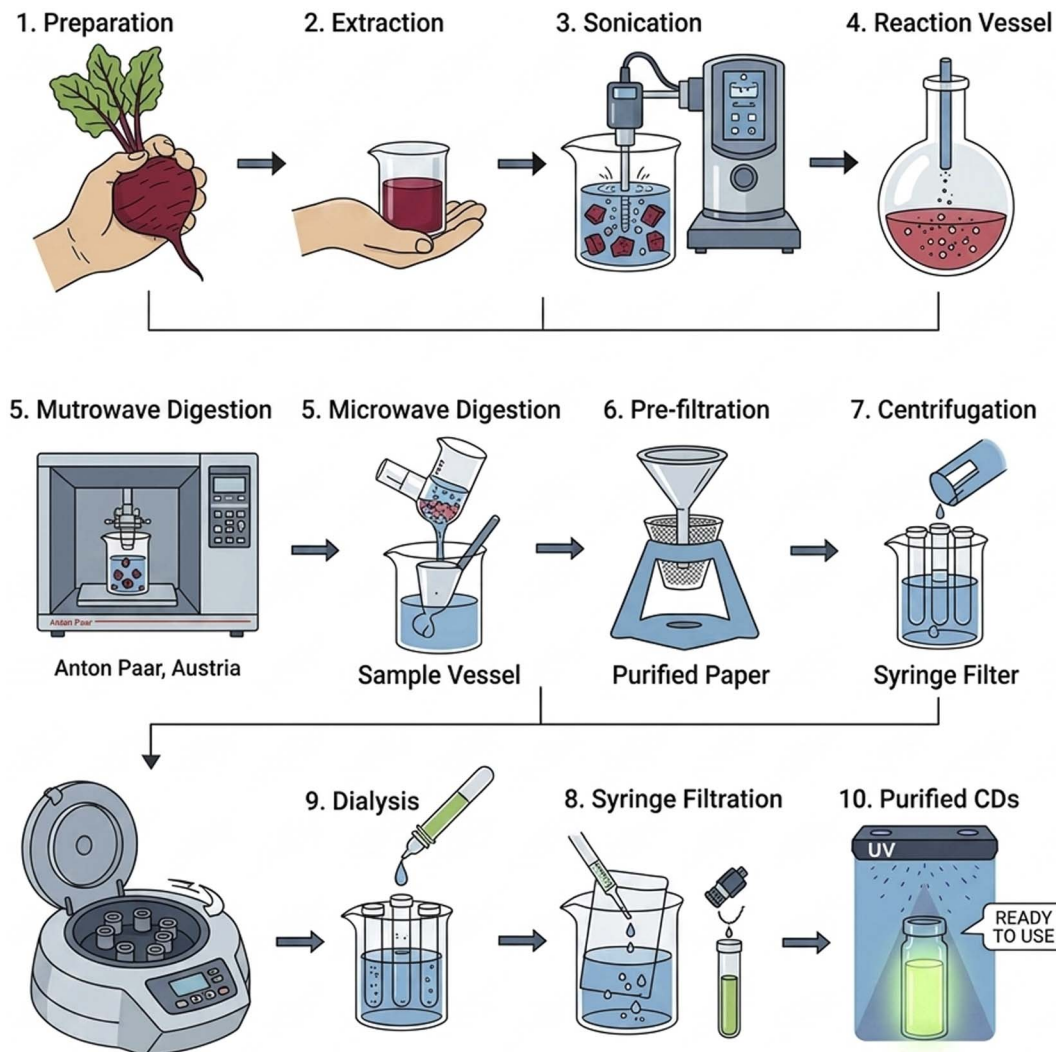 1. Preparation
2. Extraction
3. Sonication
4. Reaction Vessel
5. Mutrowave Digestion
5. Microwave Digestion
6. Pre-filtration
7. Centrifugation
Anton Paar
Anton Paar, Austria
Sample Vessel
Purified Paper
Syringe Filter
9. Dialysis
8. Syringe Filtration
10. Purified CDs
UV
READY
TO USE